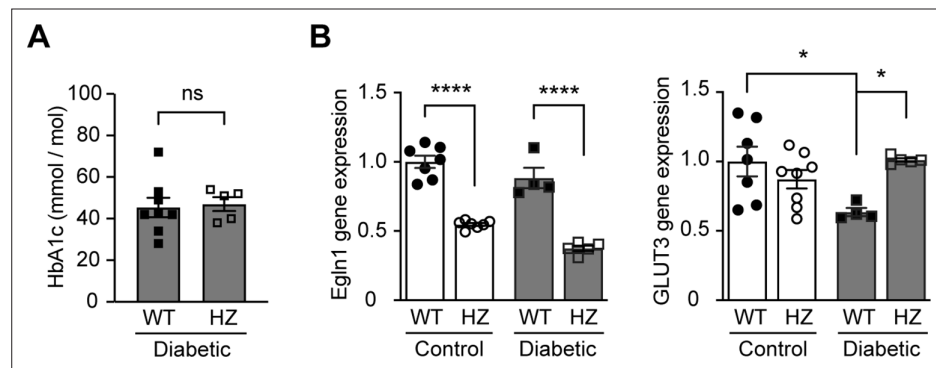 A
HbA1c (mmol / mol)
100
80
60
40
20
0
ns
WT HZ
Diabetic
B
Egln1 gene expression
1.5
1.0
0.5
0
****
****
WT HZ WT HZ
Control Diabetic
GLUT3 gene expression
1.5
1.0
0.5
0
*
*
WT HZ WT HZ
Control Diabetic